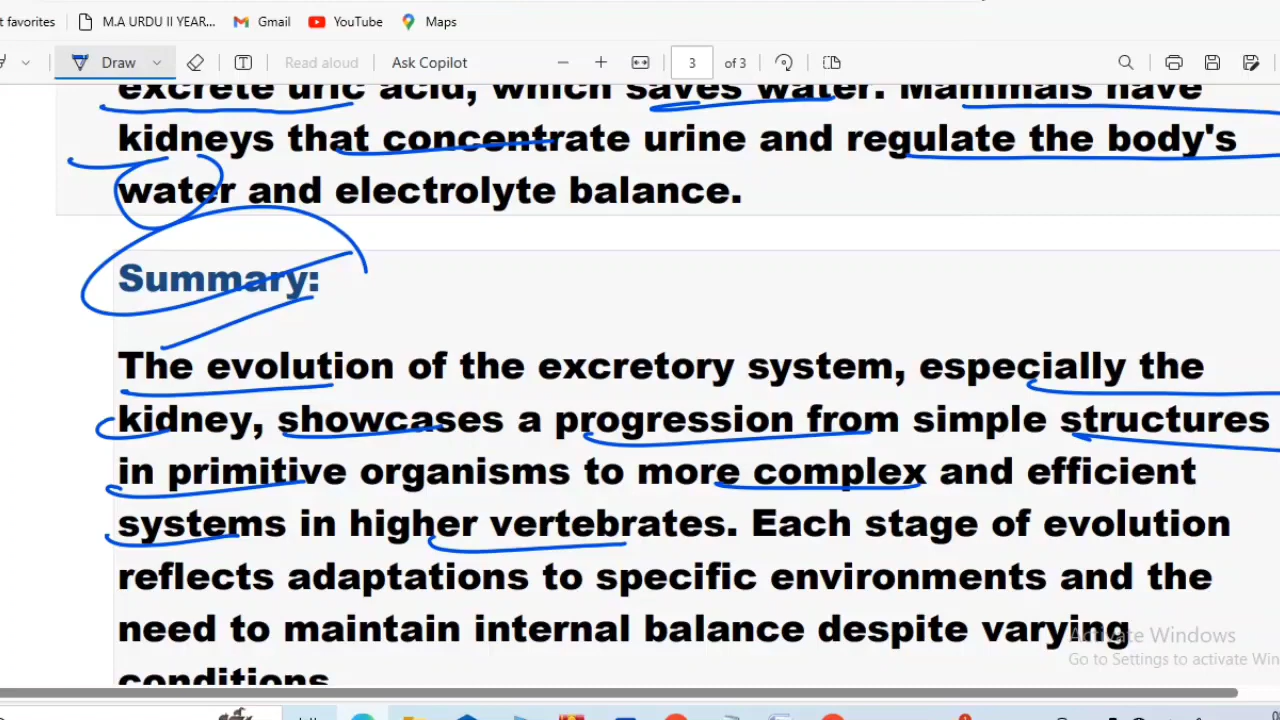 t favorites M.A URDU II YEAR... Gmail YouTube Maps
Draw Read aloud Ask Copilot 3 of 3
excrete uric acid, which saves water. Mammals have
kidneys that concentrate urine and regulate the body's
water and electrolyte balance.
Summary:
The evolution of the excretory system, especially the
kidney, showcases a progression from simple structures
in primitive organisms to more complex and efficient
systems in higher vertebrates. Each stage of evolution
reflects adaptations to specific environments and the
need to maintain internal balance despite varying
conditions.
Activate Windows
Go to Settings to activate Win